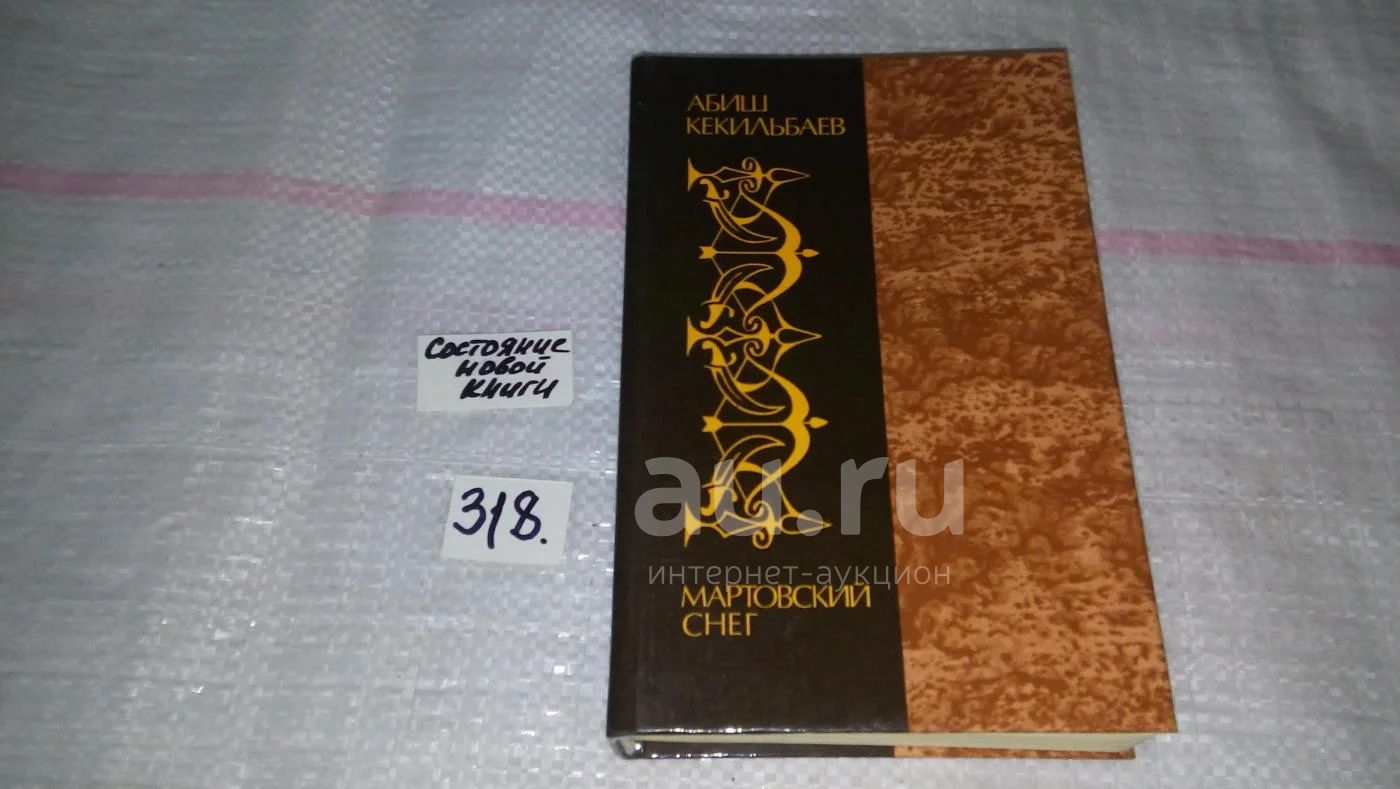 АБИШ
КЕКИЛЬБАЕВ
Состояние
новой
книги
318.
au.ru
интернет-аукцион
МАРТОВСКИЙ
СНЕГ